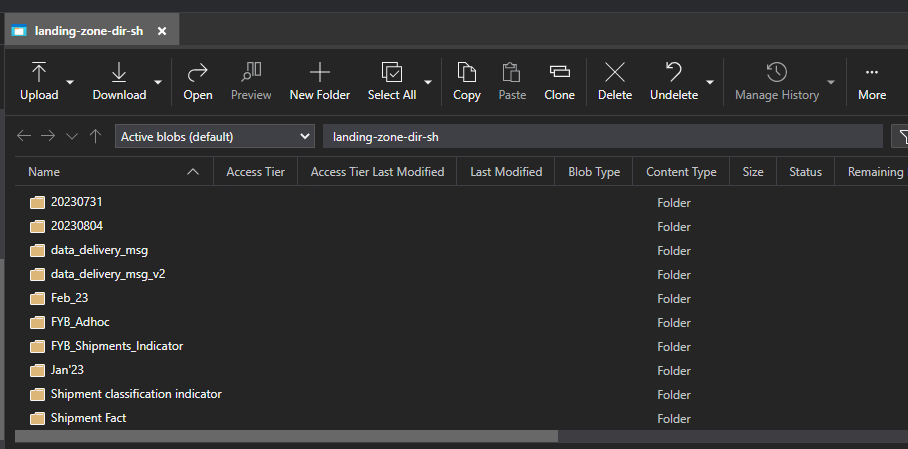 landing-zone-dir-sh
Upload Download Open Preview New Folder Select All Copy Paste Clone Delete Undelete Manage History More
Active blobs (default) landing-zone-dir-sh
Name Access Tier Access Tier Last Modified Last Modified Blob Type Content Type Size Status Remaining
20230731 Folder
20230804 Folder
data_delivery_msg Folder
data_delivery_msg_v2 Folder
Feb_23 Folder
FYB_Adhoc Folder
FYB_Shipments_Indicator Folder
Jan'23 Folder
Shipment classification indicator Folder
Shipment Fact Folder